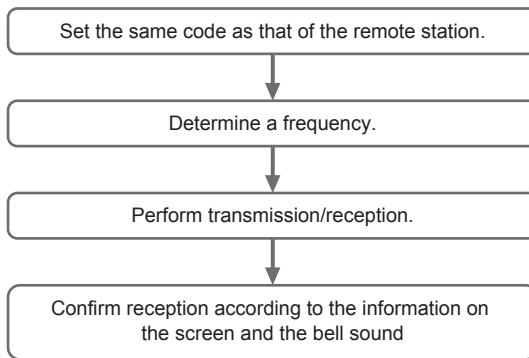 Set the same code as that of the remote station.
Determine a frequency.
Perform transmission/reception.
Confirm reception according to the information on
the screen and the bell sound